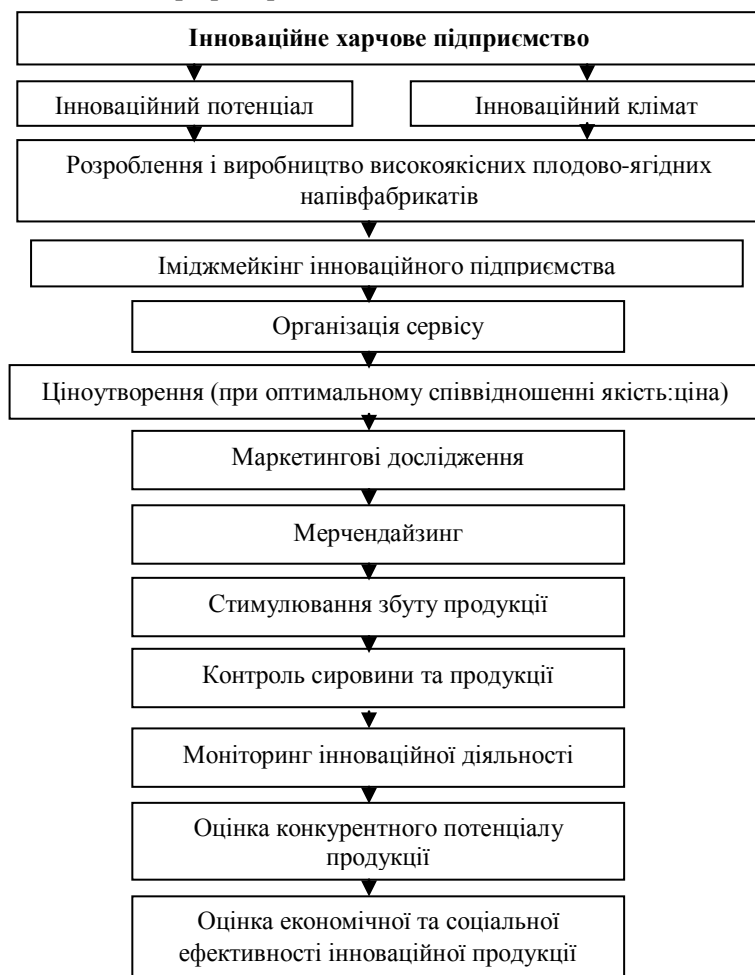 Інноваційне харчове підприємство
Інноваційний потенціал
Інноваційний клімат
Розроблення і виробництво високоякісних плодово-ягідних
напівфабрикатів
Іміджмейкінг інноваційного підприємства
Організація сервісу
Ціноутворення (при оптимальному співвідношенні якість:ціна)
Маркетингові дослідження
Мерчендайзинг
Стимулювання збуту продукції
Контроль сировини та продукції
Моніторинг інноваційної діяльності
Оцінка конкурентного потенціалу
продукції
Оцінка економічної та соціальної
ефективності інноваційної продукції